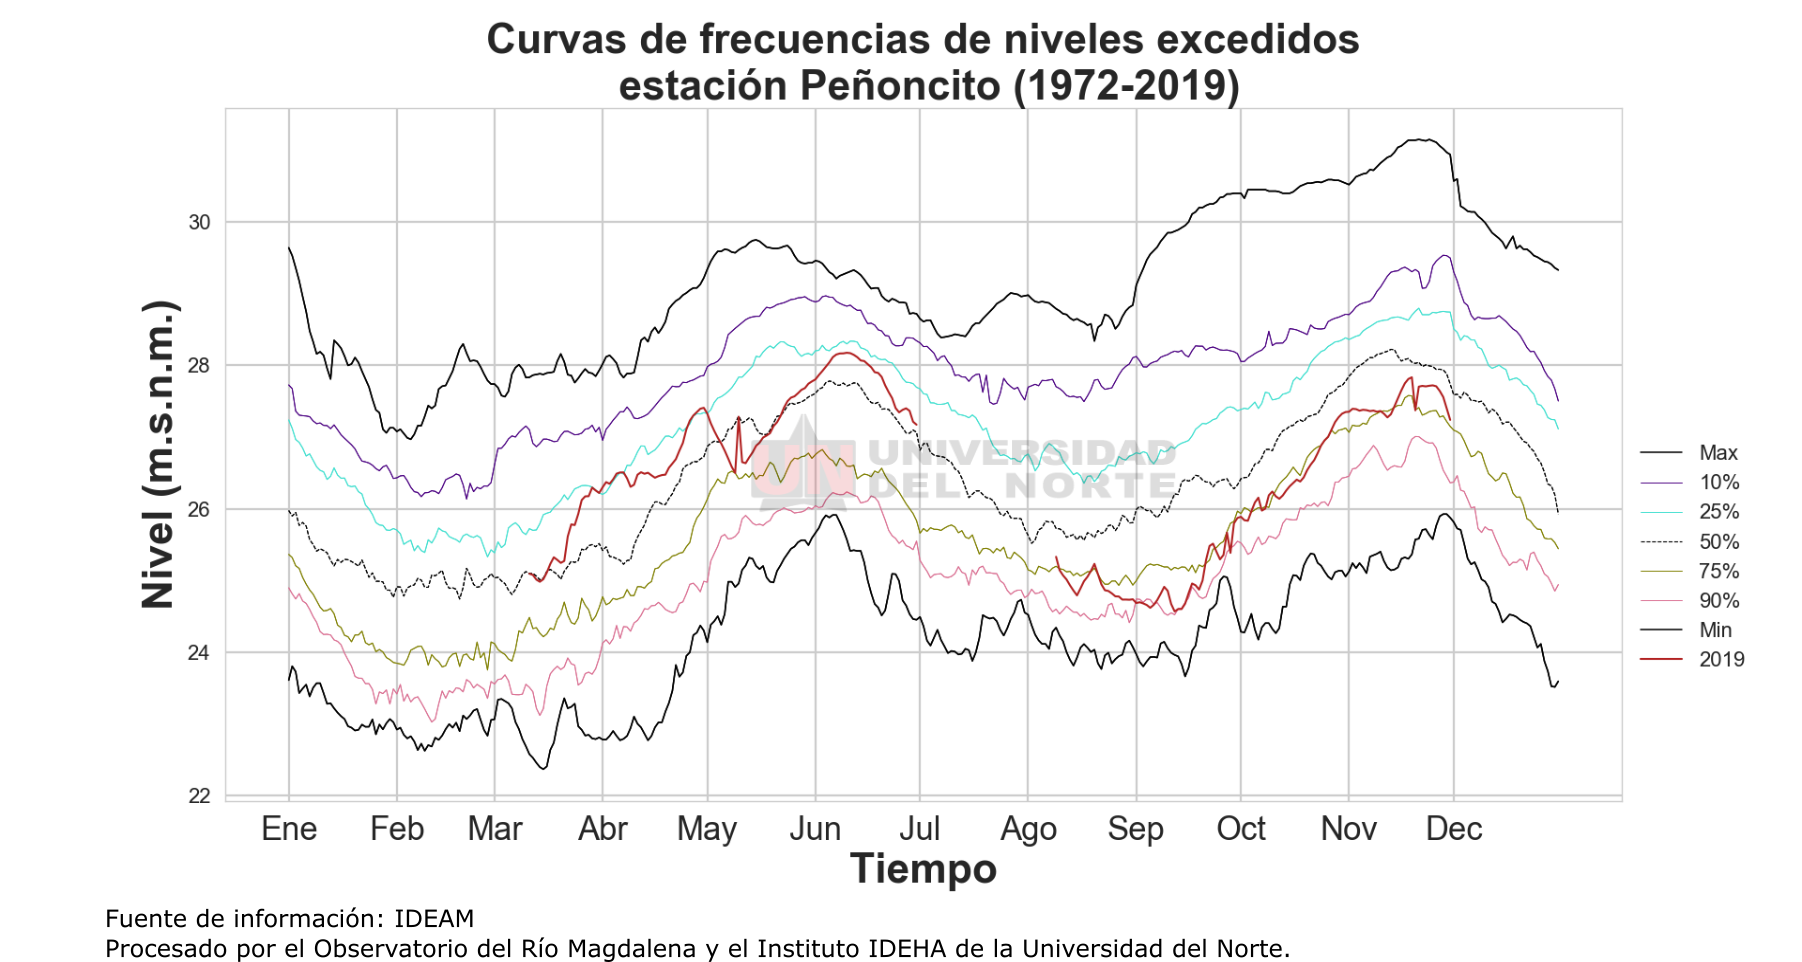 Curvas de frecuencias de niveles excedidos
estación Peñoncito (1972-2019)
Nivel (m.s.n.m.)
30
28
26
24
22
UN UNIVERSIDAD
DEL NORTE
Max
10%
25%
50%
75%
90%
Min
2019
Ene Feb Mar Abr May Jun Jul Ago Sep Oct Nov Dec
Tiempo
Fuente de información: IDEAM
Procesado por el Observatorio del Río Magdalena y el Instituto IDEHA de la Universidad del Norte.